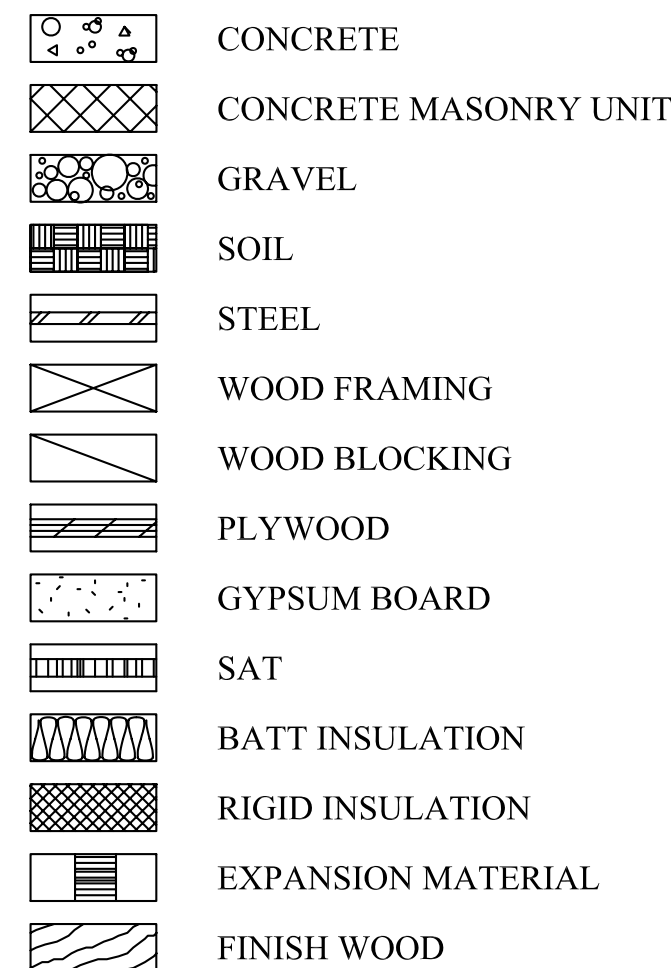 CONCRETE
CONCRETE MASONRY UNIT
GRAVEL
SOIL
STEEL
WOOD FRAMING
WOOD BLOCKING
PLYWOOD
GYPSUM BOARD
SAT
BATT INSULATION
RIGID INSULATION
EXPANSION MATERIAL
FINISH WOOD